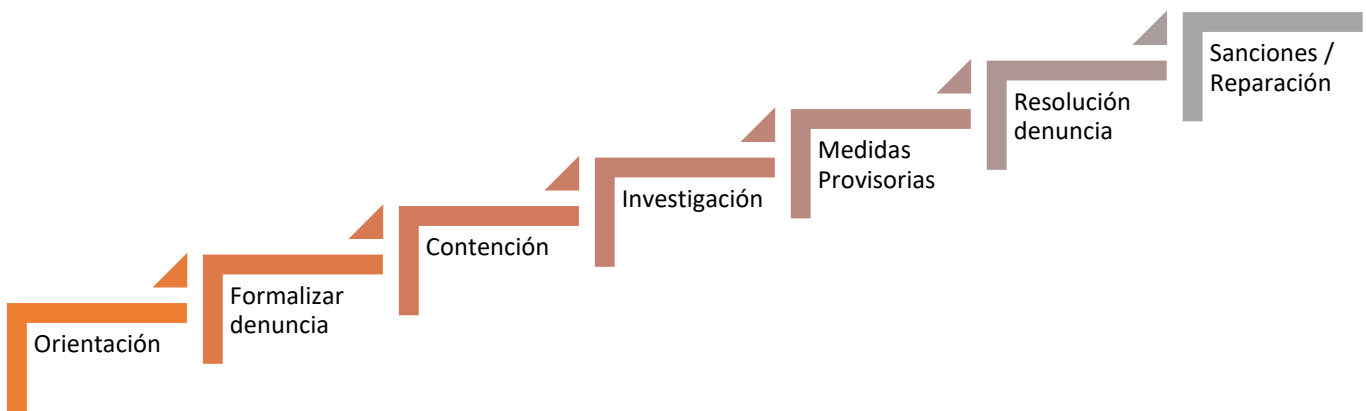 Orientación
Formalizar
denuncia
Contención
Investigación
Medidas
Provisorias
Resolución
denuncia
Sanciones /
Reparación